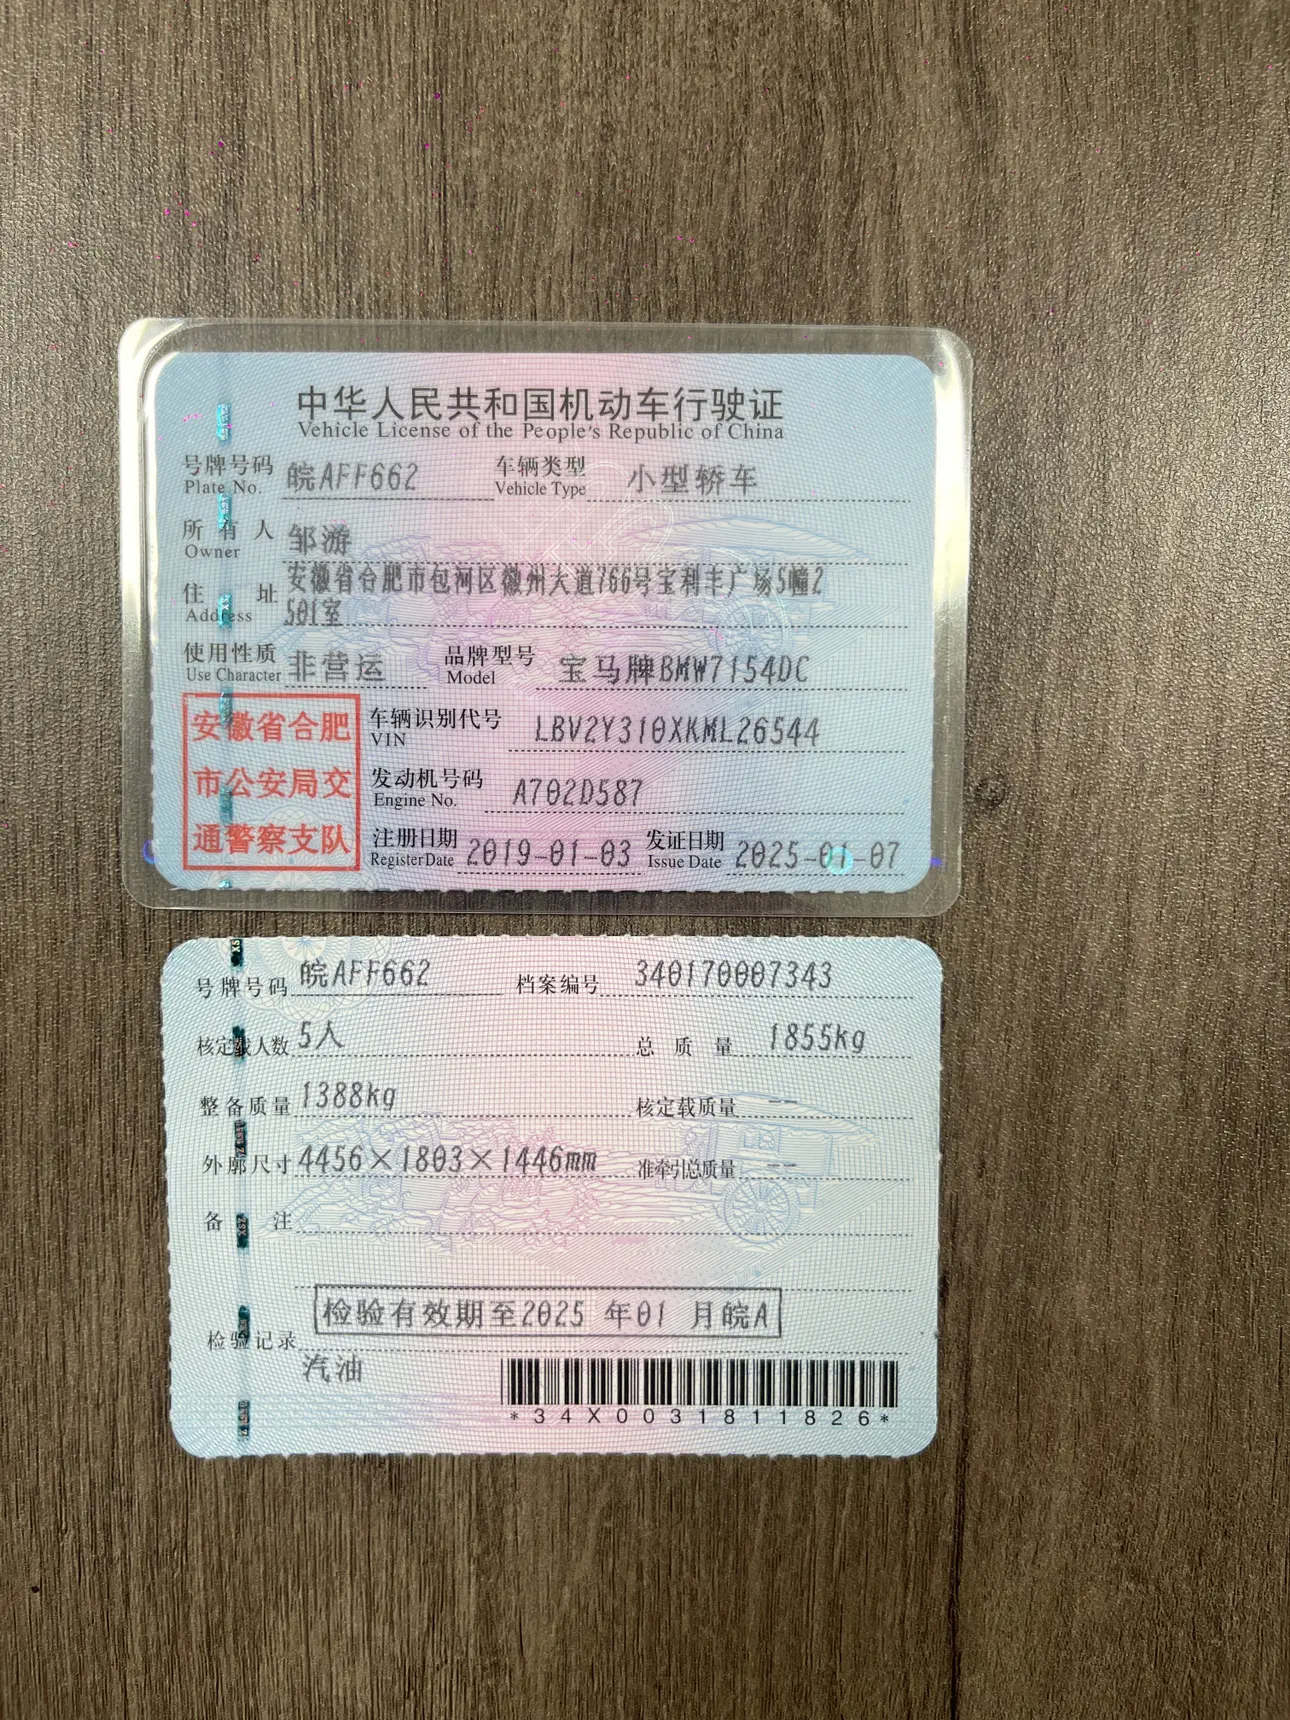 中华人民共和国机动车行驶证
Vehicle License of the People's Republic of China
号牌号码 皖AFF662 车辆类型 小型轿车
Plate No. Vehicle Type
所有人 邹游
Owner
住址 安徽省合肥市包河区徽州大道766号宝利丰广场5幢2
Address 501室
使用性质 非营运 品牌型号 宝马牌BMW7154DC
Use Character Model
安徽省合肥
市公安局交
通警察支队
车辆识别代号 LBV2Y310XKML26544
VIN
发动机号码 A702D587
Engine No.
注册日期 2019-01-03 发证日期 2025-01-07
Register Date Issue Date
号牌号码 皖AFF662 档案编号 340170007343
核定载人数 5人 总质量 1855kg
整备质量 1388kg 核定载质量 --
外廓尺寸 4456×1803×1446mm 准牵引总质量 --
备注
检验有效期至2025 年01 月皖A
检验记录
汽油
*34X0031811826*